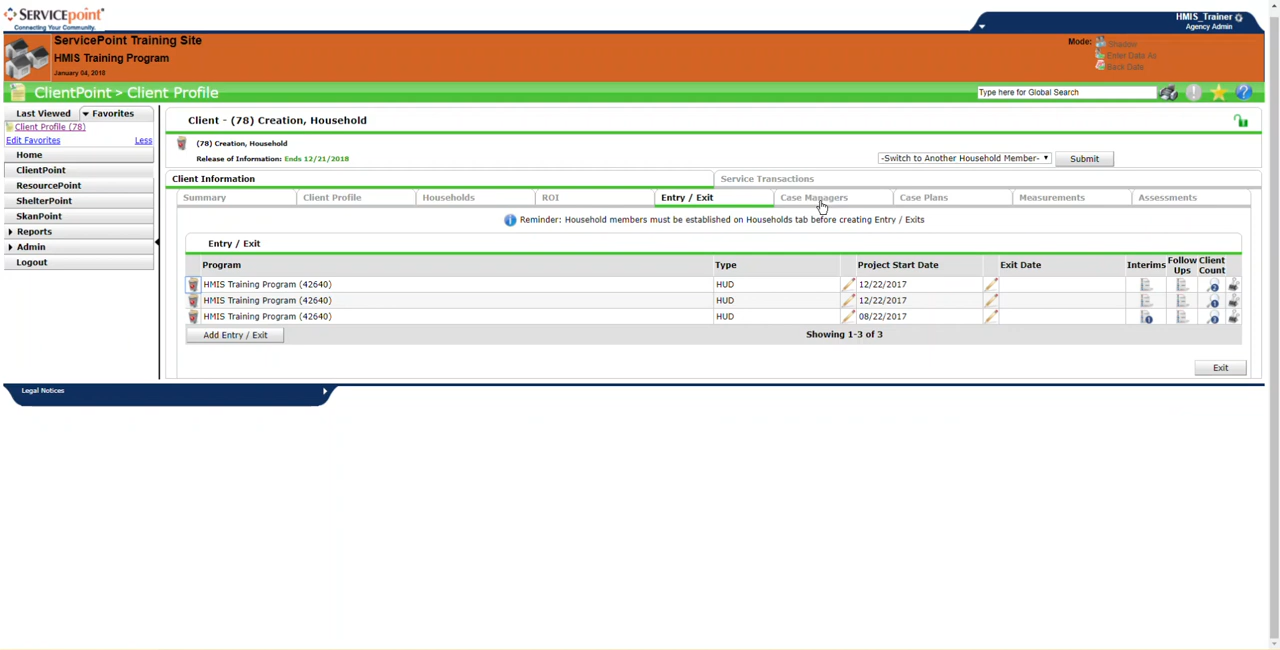 SERVICEpoint
Connecting Your Community.
HMIS_Trainer
Agency Admin
ServicePoint Training Site
HMIS Training Program
January 04, 2018
Mode:
Shadow
Enter Data As
Back Date
ClientPoint > Client Profile
Type here for Global Search
Last Viewed
Favorites
Client Profile (78)
Edit Favorites
Less
Home
ClientPoint
ResourcePoint
ShelterPoint
SkanPoint
Reports
Admin
Logout
Client - (78) Creation, Household
(78) Creation, Household
Release of Information: Ends 12/21/2018
-Switch to Another Household Member-
Submit
Client Information
Service Transactions
Summary
Client Profile
Households
ROI
Entry / Exit
Case Managers
Case Plans
Measurements
Assessments
Reminder: Household members must be established on Households tab before creating Entry / Exits
Entry / Exit
Program Type Project Start Date Exit Date Interims Follow Ups Client Count
HMIS Training Program (42640) HUD 12/22/2017
HMIS Training Program (42640) HUD 12/22/2017
HMIS Training Program (42640) HUD 08/22/2017
Add Entry / Exit
Showing 1-3 of 3
Exit
Legal Notices